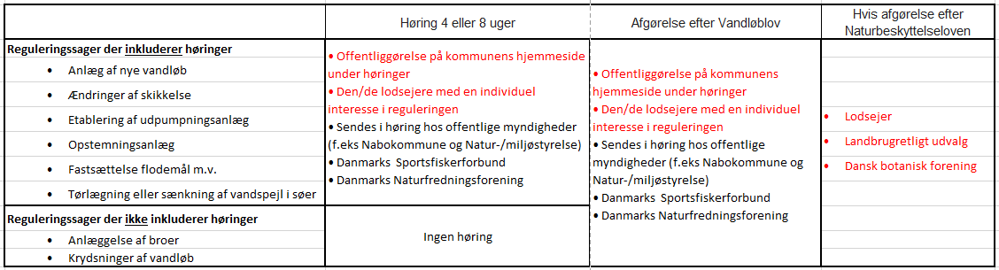 Høring 4 eller 8 uger
Afgørelse efter Vandløblov
Hvis afgørelse efter
Naturbeskyttelseloven
Reguleringssager der inkluderer høringer
• Anlæg af nye vandløb
• Ændringer af skikkelse
• Etablering af udpumpningsanlæg
• Opstemningsanlæg
• Fastsættelse flodemål m.v.
• Tørlægning eller sænkning af vandspejl i søer
• Offentliggørelse på kommunens hjemmeside
under høringer
• Den/de lodsejere med en individuel
interesse i reguleringen
• Sendes i høring hos offentlige myndigheder
(f.eks Nabokommune og Natur-/miljøstyrelse)
• Danmarks Sportsfiskerforbund
• Danmarks Naturfredningsforening
• Offentliggørelse på kommunens
hjemmeside under høringer
• Den/de lodsejere med en individuel
interesse i reguleringen
• Sendes i høring hos offentlige
myndigheder (f.eks Nabokommune og
Natur-/miljøstyrelse)
• Danmarks Sportsfiskerforbund
• Danmarks Naturfredningsforening
• Lodsejer
• Landbrugretligt udvalg
• Dansk botanisk forening
Reguleringssager der ikke inkluderer høringer
• Anlæggelse af broer
• Krydsninger af vandløb
Ingen høring